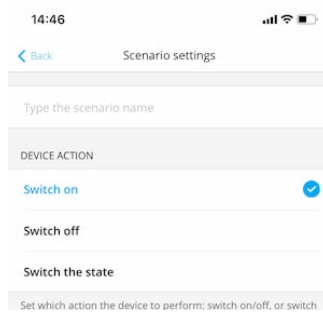 14:46
Back
Scenario settings
Type the scenario name
DEVICE ACTION
Switch on
Switch off
Switch the state
Set which action the device to perform: switch on/off, or switch